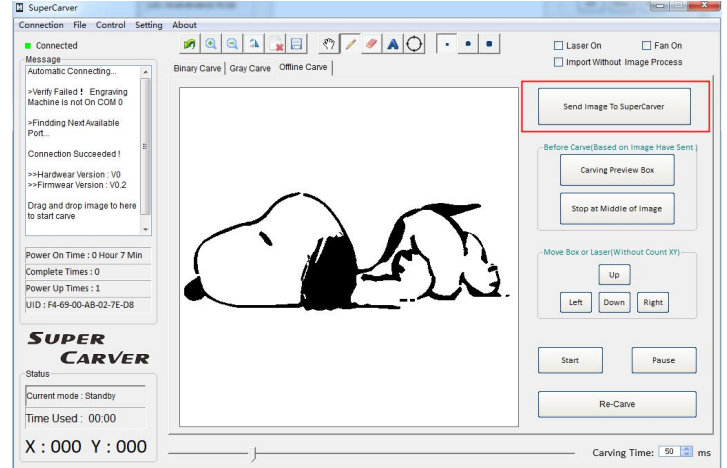 SuperCarver
Connection File Control Setting About
Connected
Message
Automatic Connecting...
>Verify Failed ! Engraving
Machine is not On COM 0
>Findding NextAvailable
Port...
Connection Succeeded !
>>Hardwear Version : V0
>>Firmwear Version : V0.2
Drag and drop image to here
to start carve
Power On Time : 0 Hour 7 Min
Complete Times : 0
Power Up Times : 1
UID : F4-69-00-AB-02-7E-D8
SUPER
CARVER
Status
Current mode : Standby
Time Used : 00:00
X : 000 Y : 000
A
Binary Carve Gray Carve Offline Carve
Laser On Fan On
Import Without Image Process
Send Image To SuperCarver
Before Carve(Based on Image Have Sent )
Carving Preview Box
Stop at Middle of Image
Move Box or Laser(Without Count XY)
Up
Left Down Right
Start Pause
Re-Carve
Carving Time: 50 ms